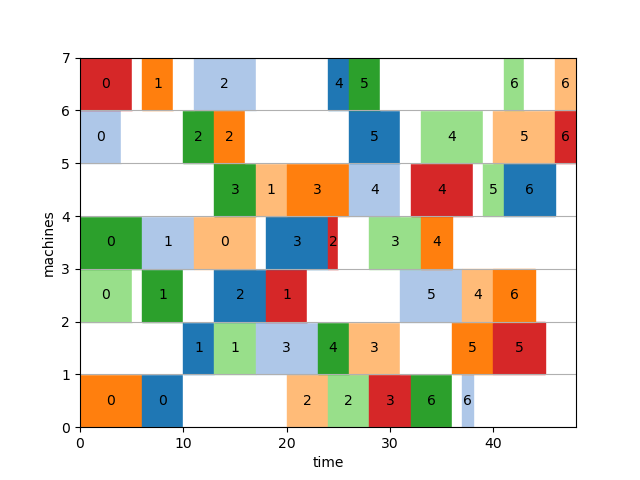 7
0 1 2 4 5 6 6
6
0 2 2 5 4 5 6
5
3 1 3 4 4 5 6
4
machines
0 1 0 3 2 3 4
3
0 1 2 1 5 4 6
2
1 1 3 4 3 5 5
1
0 0 2 2 3 6 6
0
0 10 20 30 40
time